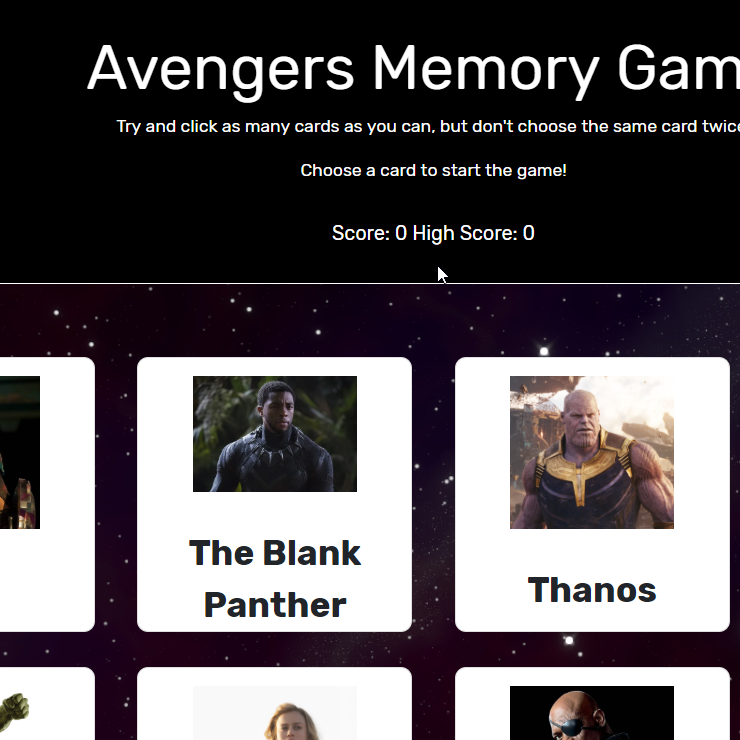 Avengers Memory Gam
Try and click as many cards as you can, but don't choose the same card twice
Choose a card to start the game!
Score: 0 High Score: 0
The Blank
Panther
Thanos